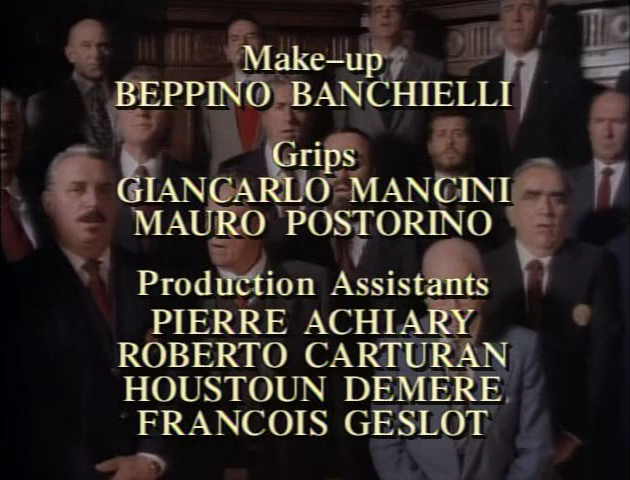 Make-up
BEPPINO BANCHIELLI
Grips
GIANCARLO MANCINI
MAURO POSTORINO
Production Assistants
PIERRE ACHIARY
ROBERTO CARTURAN
HOUSTOUN DEMERE
FRANCOIS GESLOT